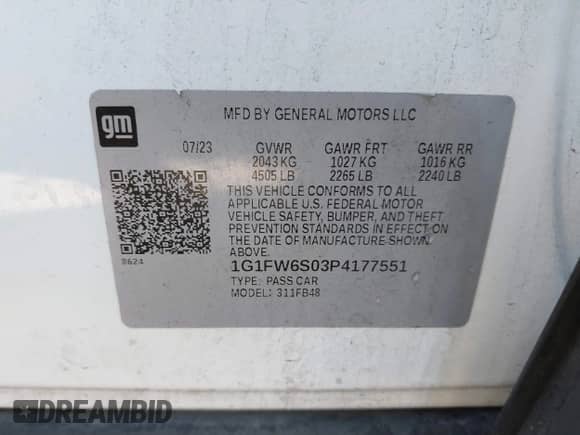 gm
MFD BY GENERAL MOTORS LLC
07/23 GVWR GAWR FRT GAWR RR
2043 KG 1027 KG 1016 KG
4505 LB 2265 LB 2240 LB
THIS VEHICLE CONFORMS TO ALL
APPLICABLE U.S. FEDERAL MOTOR
VEHICLE SAFETY, BUMPER, AND THEFT
PREVENTION STANDARDS IN EFFECT ON
THE DATE OF MANUFACTURE SHOWN
ABOVE.
8624
1G1FW6S03P4177551
TYPE: PASS CAR
MODEL: 311FB48
DREAMBID